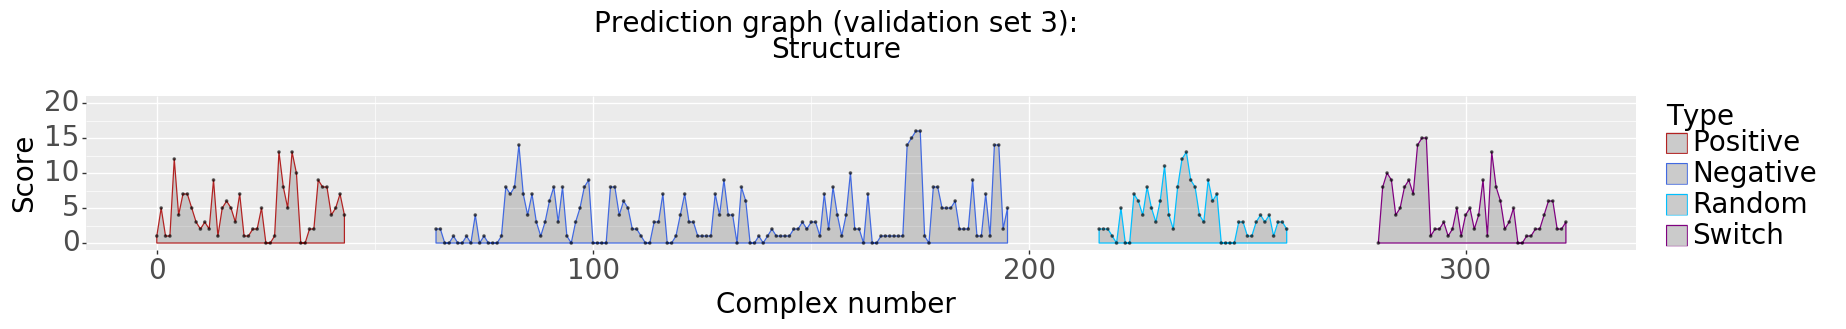 Prediction graph (validation set 3):
Structure
20
15
10
5
0
Score
0 100 200 300
Complex number
Type
Positive
Negative
Random
Switch